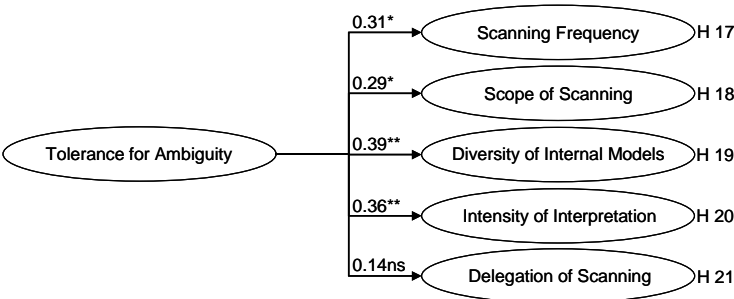 0.31*
Scanning Frequency
H 17
0.29*
Scope of Scanning
H 18
Tolerance for Ambiguity
0.39**
Diversity of Internal Models
H 19
0.36**
Intensity of Interpretation
H 20
0.14ns
Delegation of Scanning
H 21